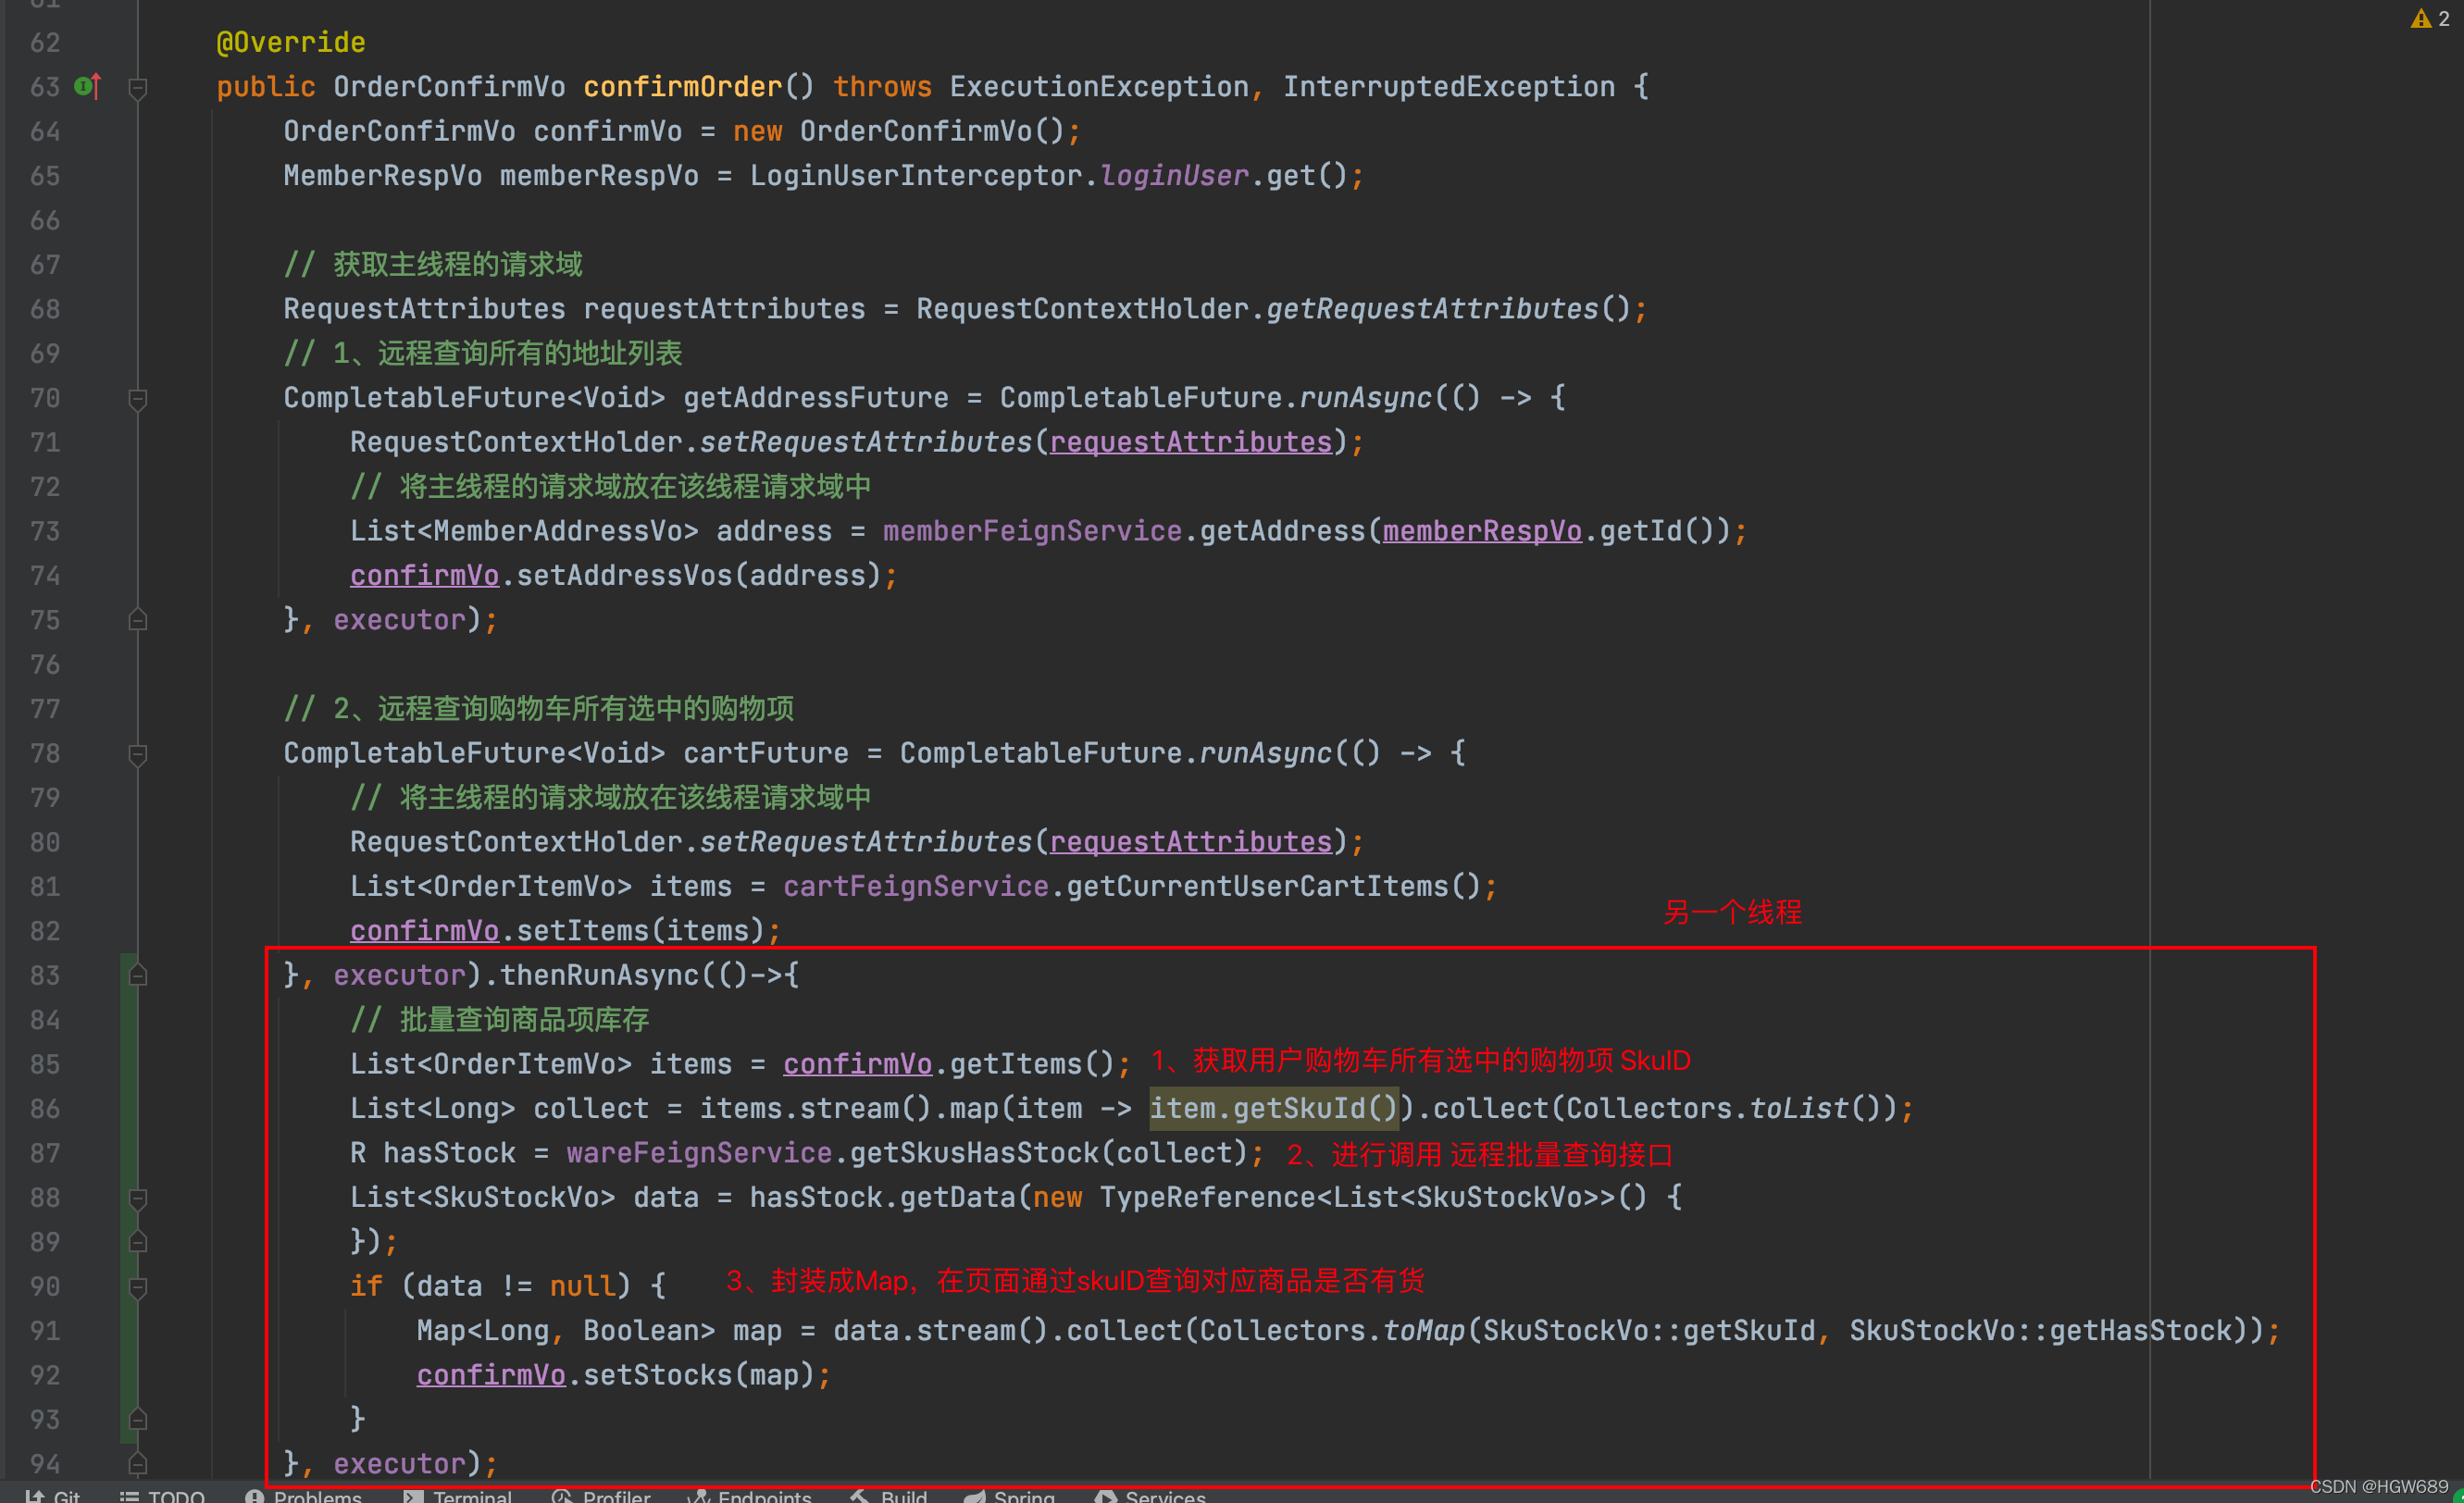 2
62 @Override
63 public OrderConfirmVo confirmOrder() throws ExecutionException, InterruptedException {
64 OrderConfirmVo confirmVo = new OrderConfirmVo();
65 MemberRespVo memberRespVo = LoginUserInterceptor.loginUser.get();
66
67 // 获取主线程的请求域
68 RequestAttributes requestAttributes = RequestContextHolder.getRequestAttributes();
69 // 1、远程查询所有的地址列表
70 CompletableFuture<Void> getAddressFuture = CompletableFuture.runAsync(() -> {
71 RequestContextHolder.setRequestAttributes(requestAttributes);
72 // 将主线程的请求域放在该线程请求域中
73 List<MemberAddressVo> address = memberFeignService.getAddress(memberRespVo.getId());
74 confirmVo.setAddressVos(address);
75 }, executor);
76
77 // 2、远程查询购物车所有选中的购物项
78 CompletableFuture<Void> cartFuture = CompletableFuture.runAsync(() -> {
79 // 将主线程的请求域放在该线程请求域中
80 RequestContextHolder.setRequestAttributes(requestAttributes);
81 List<OrderItemVo> items = cartFeignService.getCurrentUserCartItems();
另一个线程
82 confirmVo.setItems(items);
83 }, executor).thenRunAsync(()->{
84 // 批量查询商品项库存
85 List<OrderItemVo> items = confirmVo.getItems(); 1、获取用户购物车所有选中的购物项 SkuID
86 List<Long> collect = items.stream().map(item -> item.getSkuId()).collect(Collectors.toList());
87 R hasStock = wareFeignService.getSkusHasStock(collect); 2、进行调用 远程批量查询接口
88 List<SkuStockVo> data = hasStock.getData(new TypeReference<List<SkuStockVo>>() {
89 });
90 if (data != null) { 3、封装成Map，在页面通过skuID查询对应商品是否有货
91 Map<Long, Boolean> map = data.stream().collect(Collectors.toMap(SkuStockVo::getSkuId, SkuStockVo::getHasStock));
92 confirmVo.setStocks(map);
93 }
94 }, executor);
Git TODO Problems Terminal Profiler Endpoints Build Spring Services
CSDN @HGW689